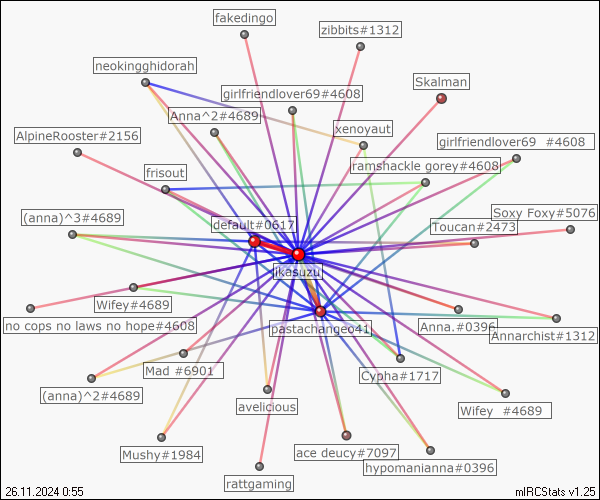 fakedingo
zibbits#1312
neokingghidorah
Skalman
girlfriendlover69#4608
Anna^2#4689
xenoyaut
AlpineRooster#2156
girlfriendlover69 #4608
ramshackle gorey#4608
frisout
(anna)^3#4689
Soxy Foxy#5076
default#0617
Toucan#2473
ikasuzu
Wifey#4689
no cops no laws no hope#4608
pastachangeo41
Anna.#0396
Annarchist#1312
Mad #6901
Cypha#1717
(anna)^2#4689
avelicious
Wifey #4689
Mushy#1984
ace deucy#7097
hypomanianna#0396
rattgaming
26.11.2024 0:55
mIRCStats v1.25